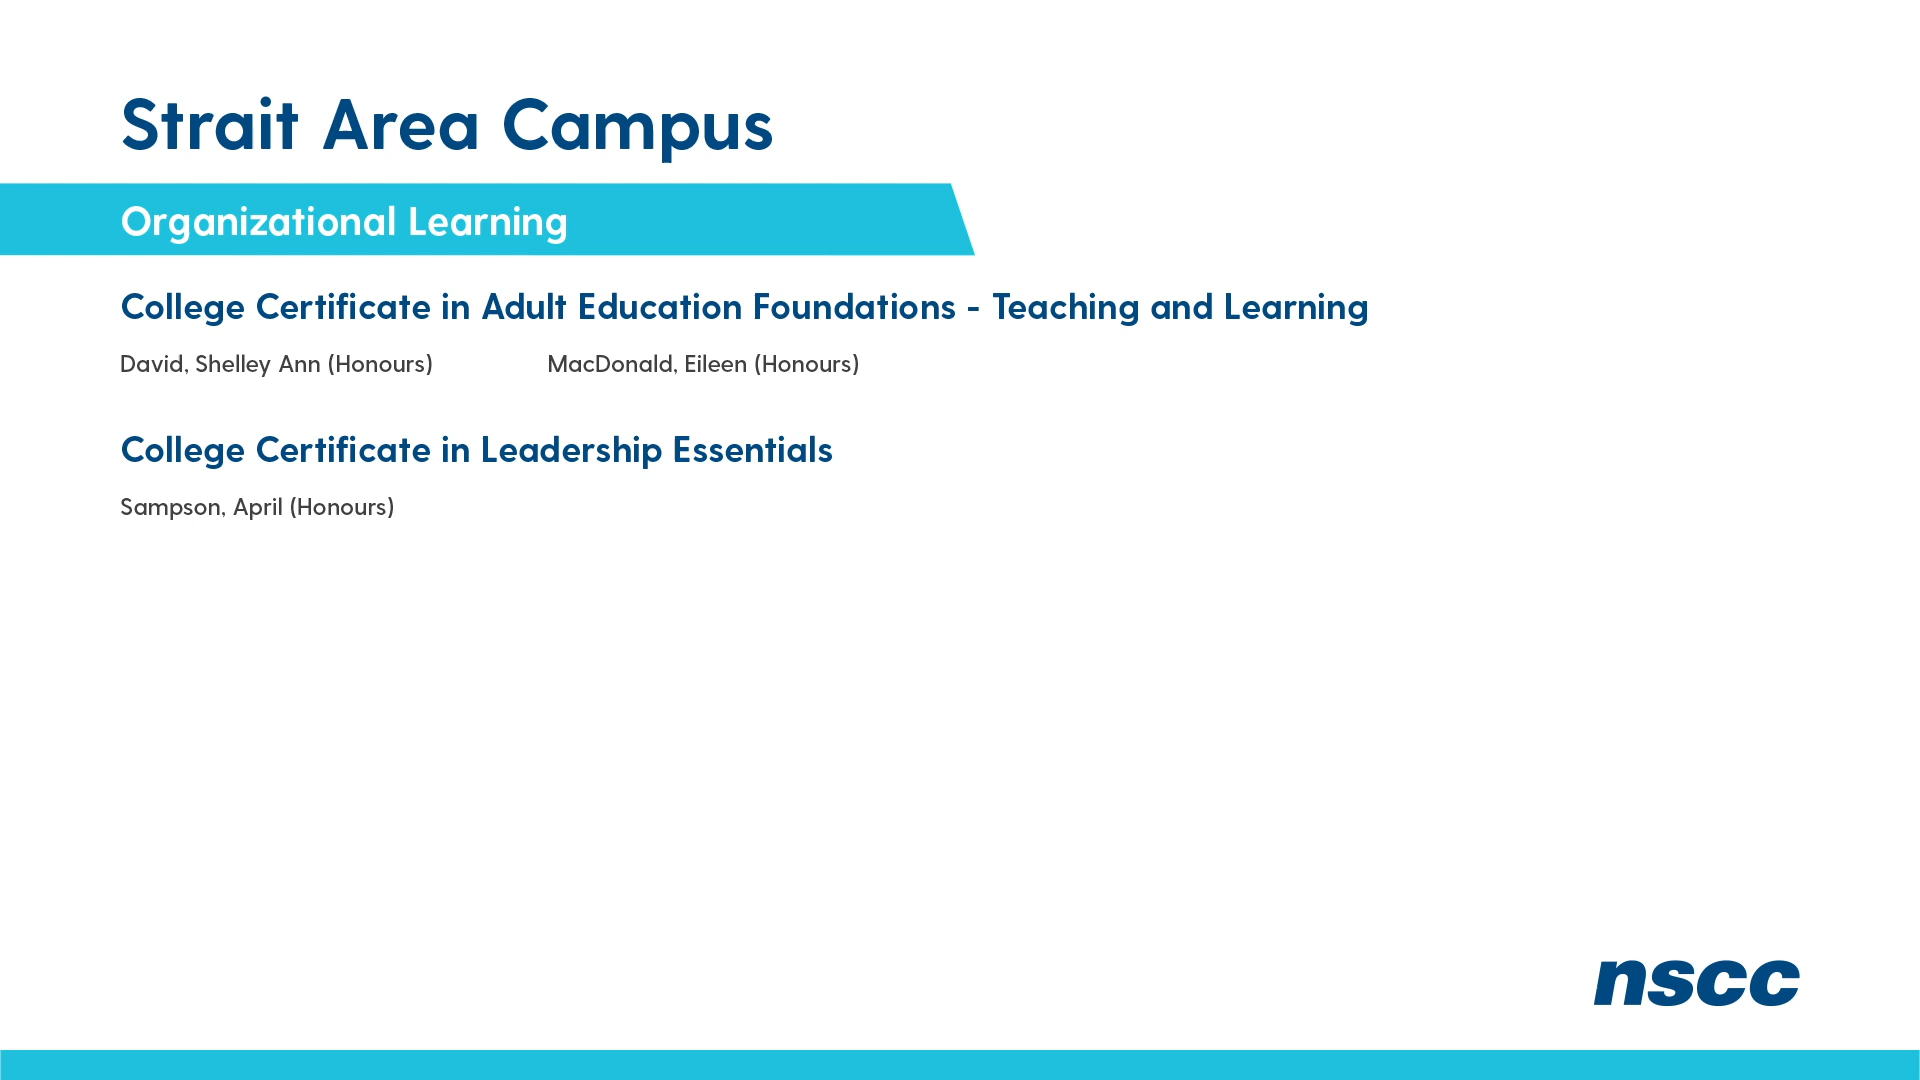 Strait Area Campus
Organizational Learning
College Certificate in Adult Education Foundations - Teaching and Learning
David, Shelley Ann (Honours) MacDonald, Eileen (Honours)
College Certificate in Leadership Essentials
Sampson, April (Honours)
nscc